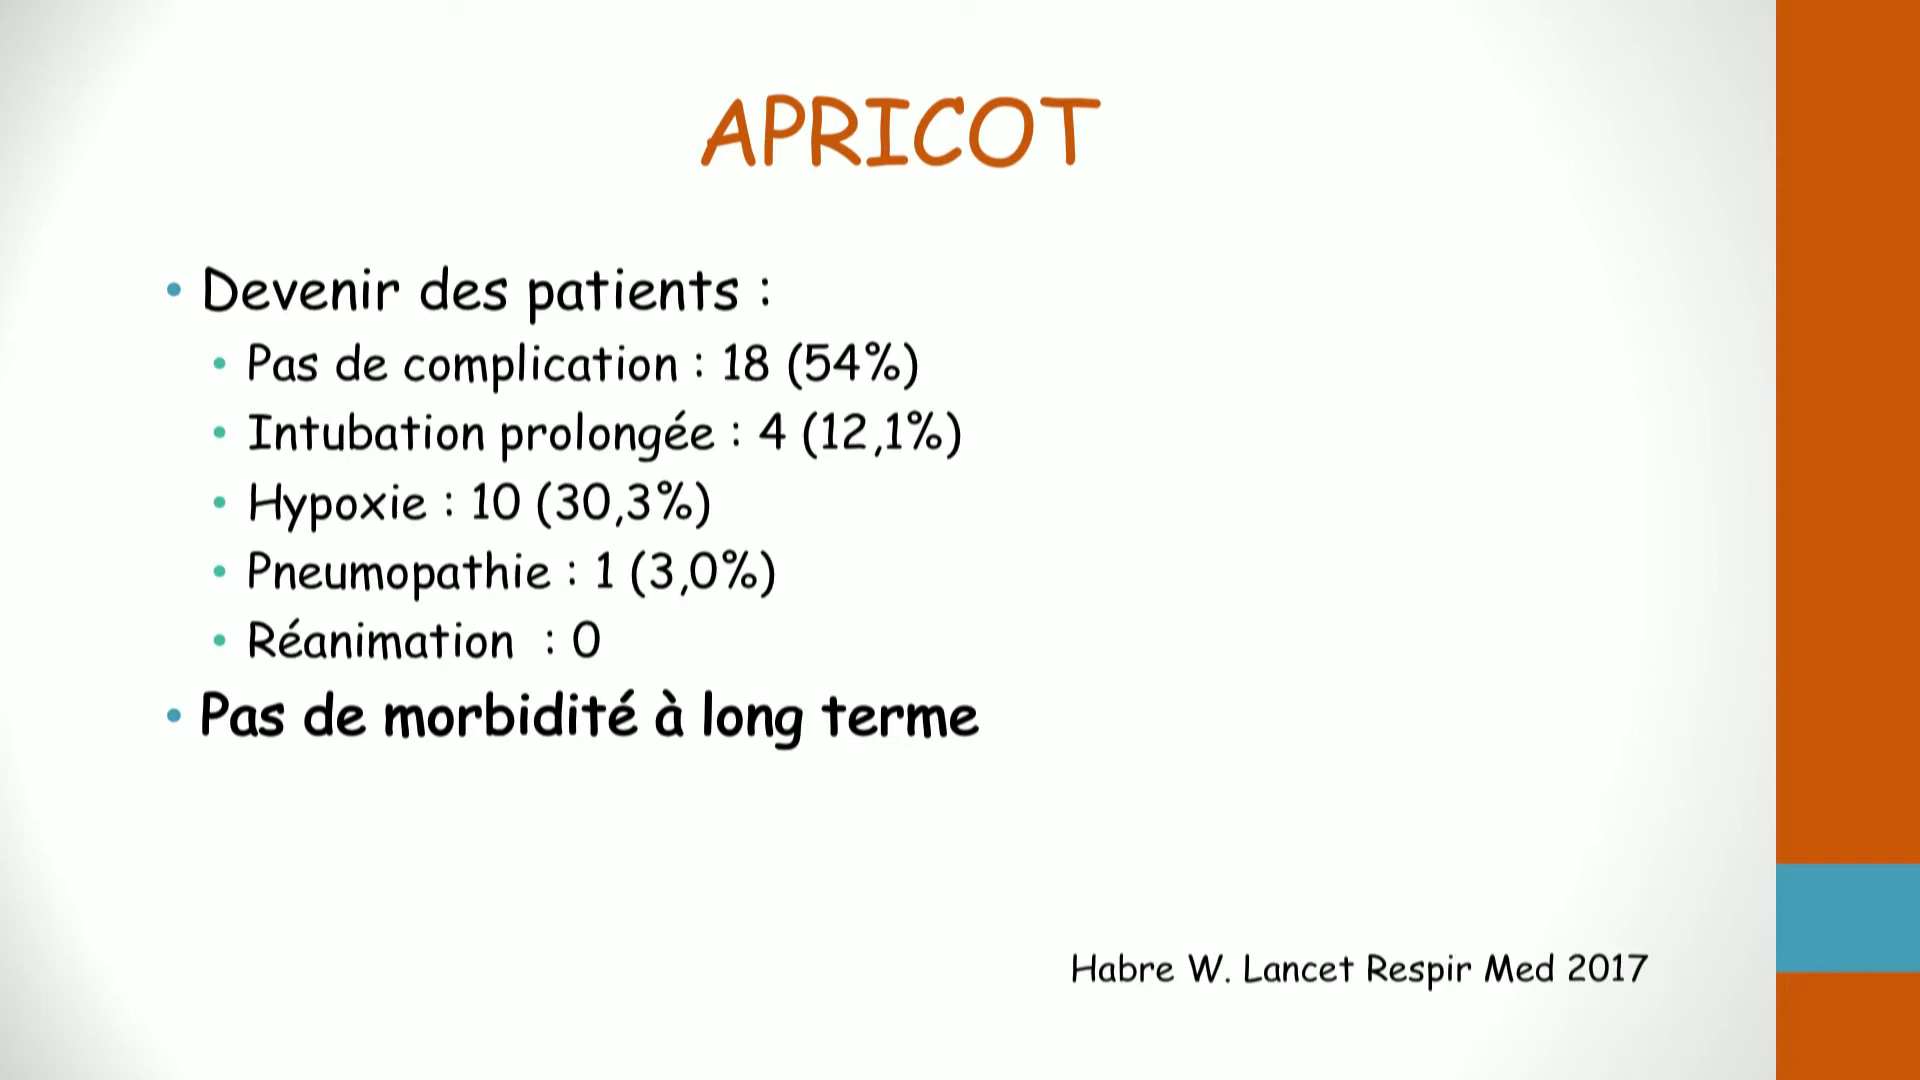 APRICOT
• Devenir des patients :
• Pas de complication : 18 (54%)
• Intubation prolongée : 4 (12,1%)
• Hypoxie : 10 (30,3%)
• Pneumopathie : 1 (3,0%)
• Réanimation : 0
• Pas de morbidité à long terme
Habre W. Lancet Respir Med 2017